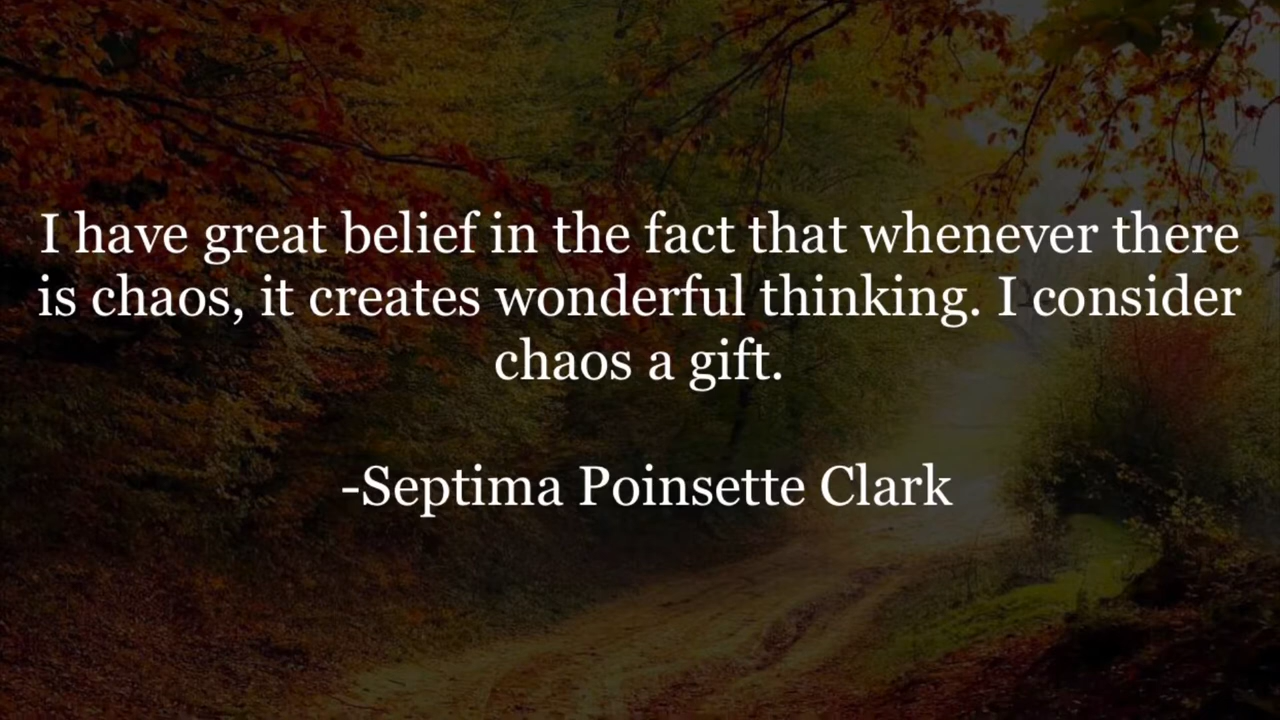 I have great belief in the fact that whenever there
is chaos, it creates wonderful thinking. I consider
chaos a gift.
-Septima Poinsette Clark